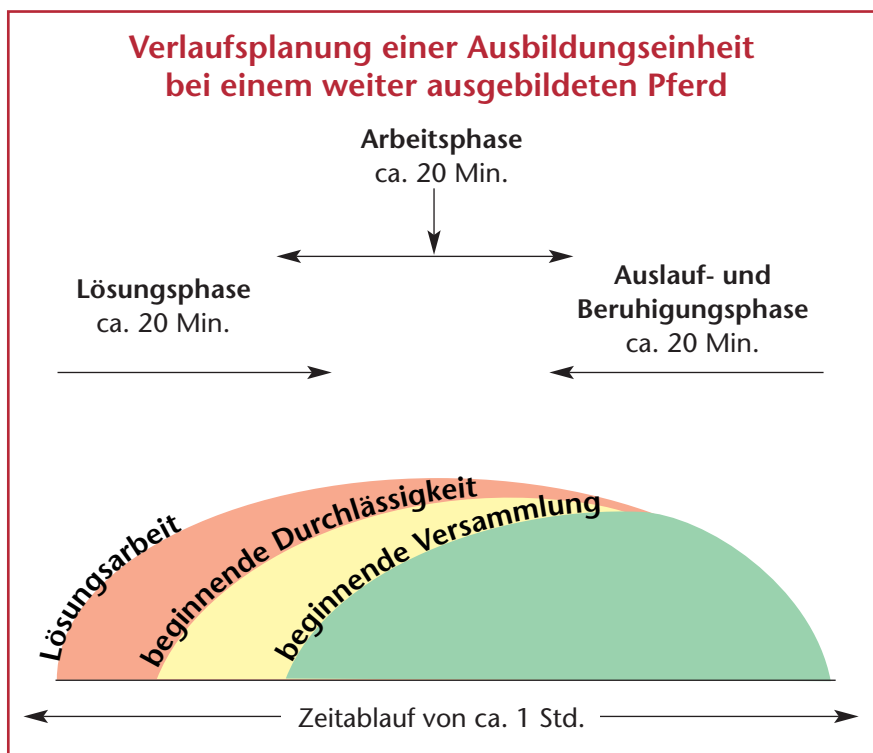 Verlaufsplanung einer Ausbildungseinheit
bei einem weiter ausgebildeten Pferd
Arbeitsphase
ca. 20 Min.
Lösungsphase
ca. 20 Min.
Auslauf- und
Beruhigungsphase
ca. 20 Min.
Lösungsarbeit
beginnende Durchlässigkeit
beginnende Versammlung
Zeitablauf von ca. 1 Std.